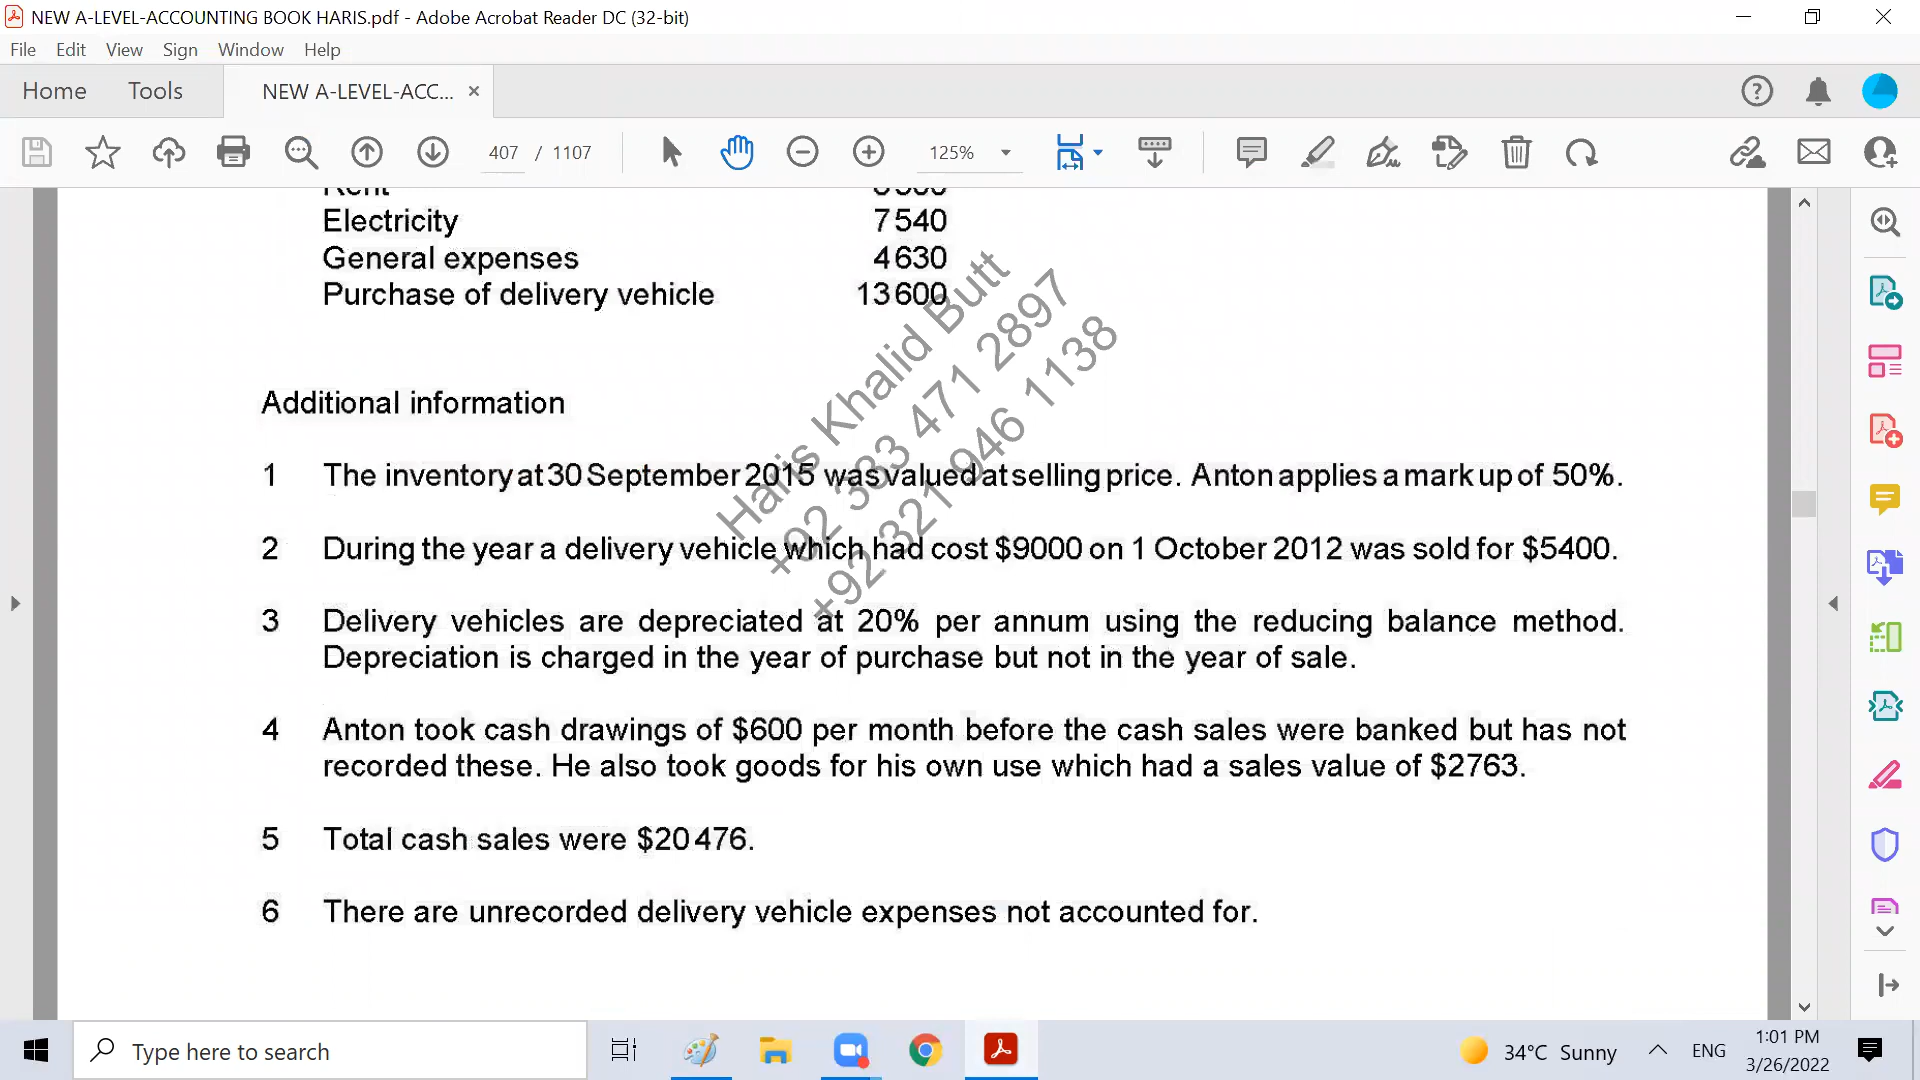 NEW A-LEVEL-ACCOUNTING BOOK HARIS.pdf - Adobe Acrobat Reader DC (32-bit)
File Edit View Sign Window Help
Home Tools NEW A-LEVEL-ACC... ×
407 / 1107 125%
Rent
Electricity 7540
General expenses 4630
Purchase of delivery vehicle 13600
Additional information
1 The inventory at 30 September 2015 was valued at selling price. Anton applies a mark up of 50%.
2 During the year a delivery vehicle which had cost $9000 on 1 October 2012 was sold for $5400.
3 Delivery vehicles are depreciated at 20% per annum using the reducing balance method.
Depreciation is charged in the year of purchase but not in the year of sale.
4 Anton took cash drawings of $600 per month before the cash sales were banked but has not
recorded these. He also took goods for his own use which had a sales value of $2763.
5 Total cash sales were $20476.
6 There are unrecorded delivery vehicle expenses not accounted for.
Haris Khalid Butt
+92 333 471 2897
+92 321 946 1138
Type here to search
34°C Sunny
ENG
1:01 PM
3/26/2022